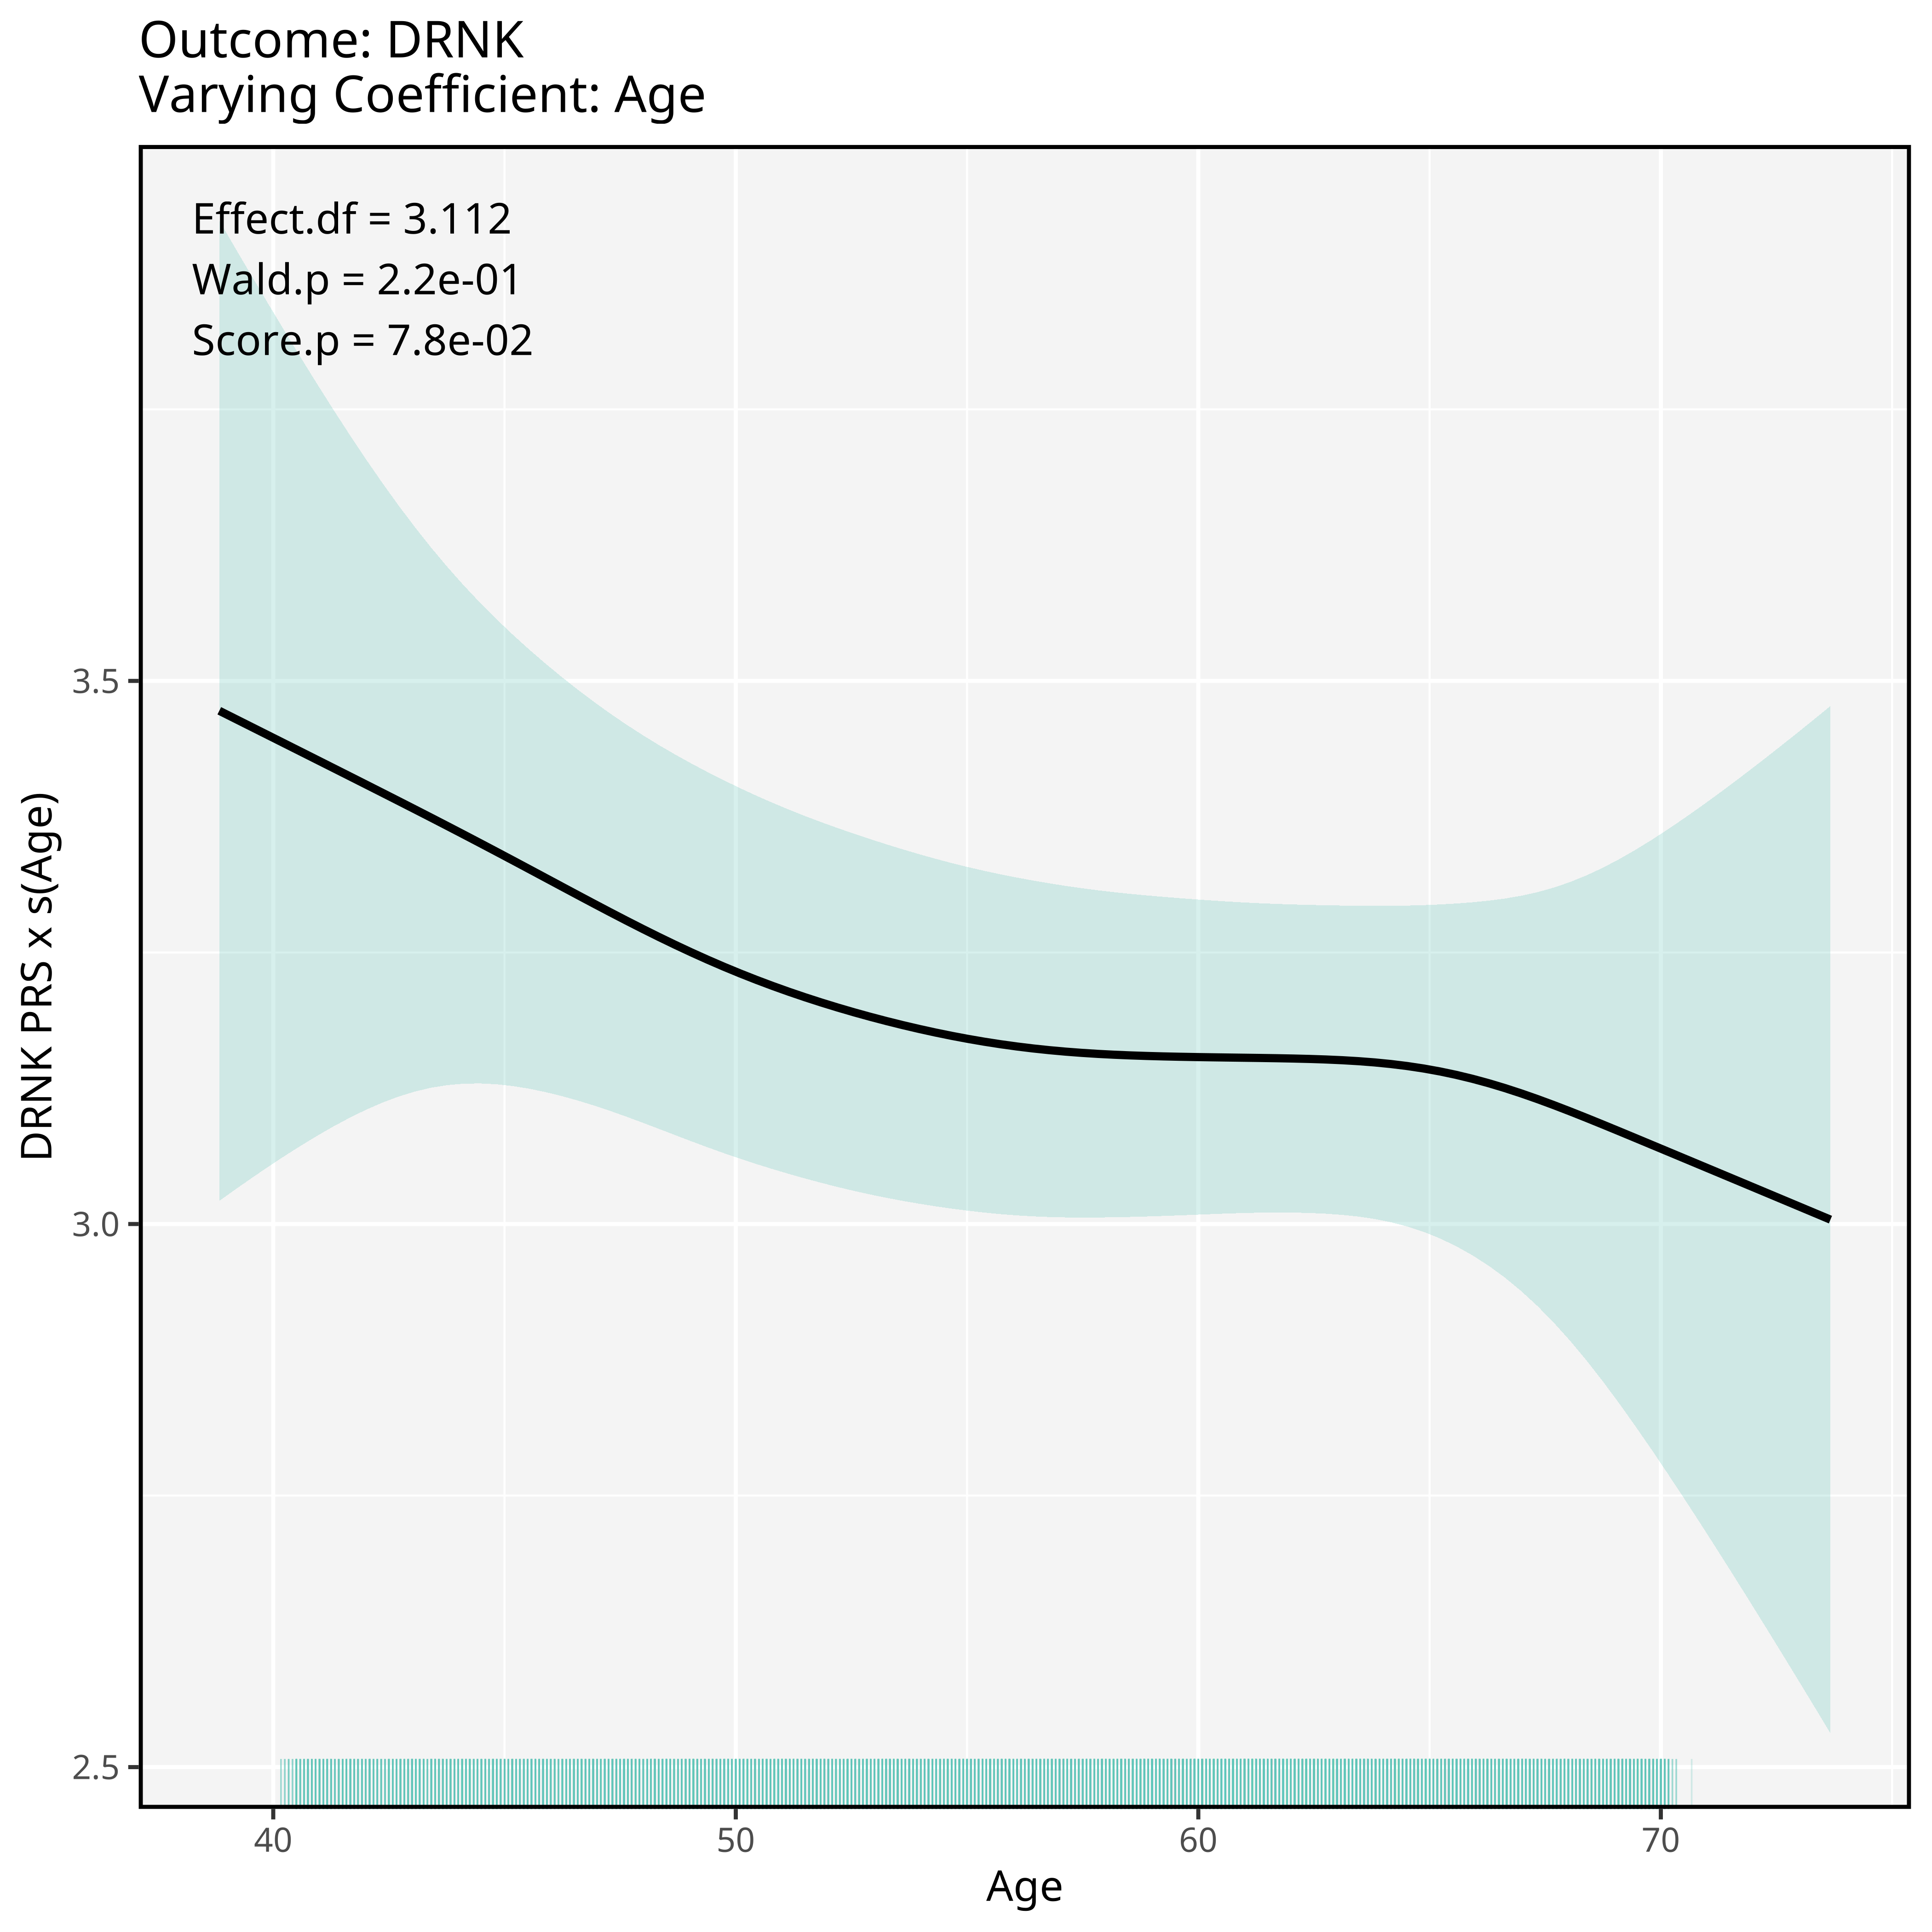 Outcome: DRNK
Varying Coefficient: Age
Effect.df = 3.112
Wald.p = 2.2e-01
Score.p = 7.8e-02
DRNK PRS x s(Age)
3.5
3.0
2.5
40 50 60 70
Age